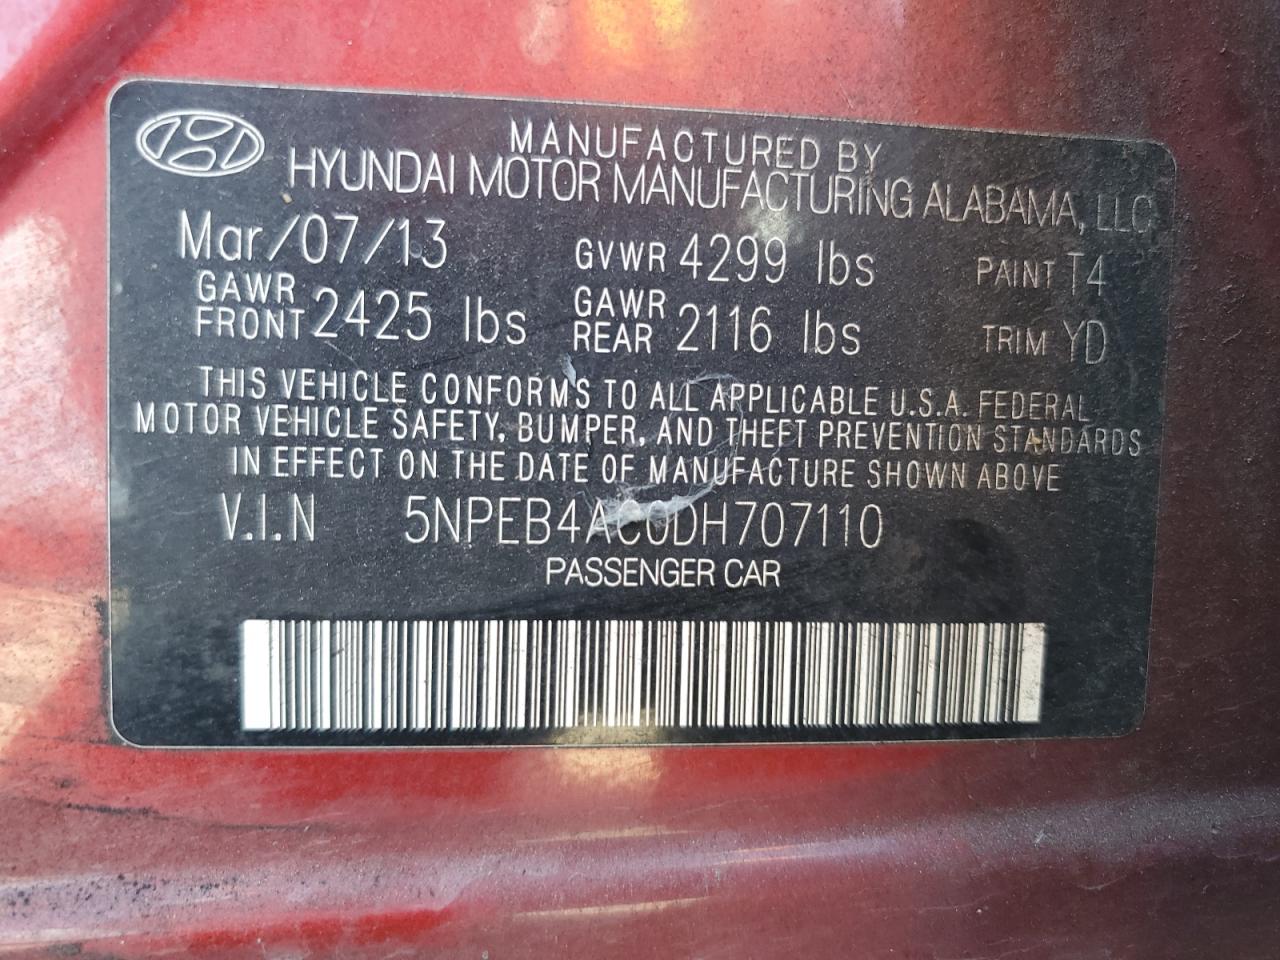 MANUFACTURED BY
HYUNDAI MOTOR MANUFACTURING ALABAMA, LLC
Mar/07/13 GVWR 4299 lbs PAINT T4
GAWR FRONT 2425 lbs GAWR REAR 2116 lbs TRIM YD
THIS VEHICLE CONFORMS TO ALL APPLICABLE U.S.A. FEDERAL
MOTOR VEHICLE SAFETY, BUMPER, AND THEFT PREVENTION STANDARDS
IN EFFECT ON THE DATE OF MANUFACTURE SHOWN ABOVE
V.I.N 5NPEB4AC0DH707110
PASSENGER CAR